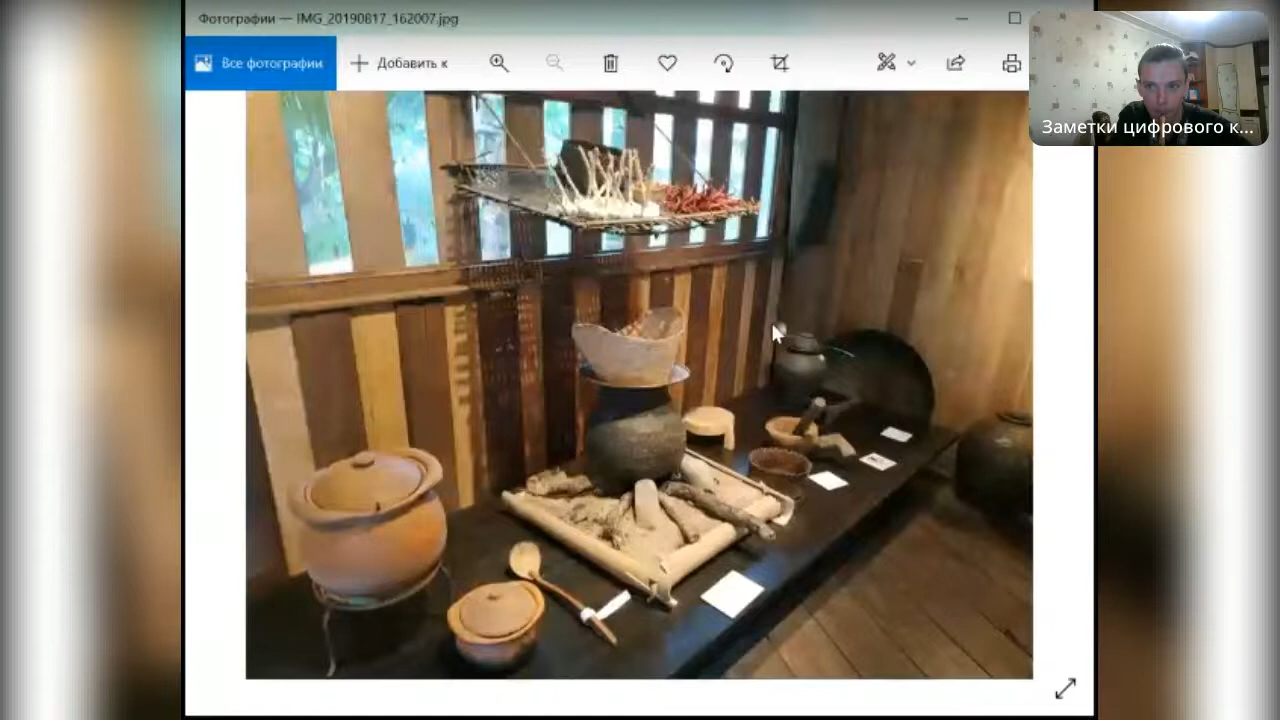 Фотографии — IMG_20190817_162007.jpg
Все фотографии
Добавить к
Заметки цифрового к...